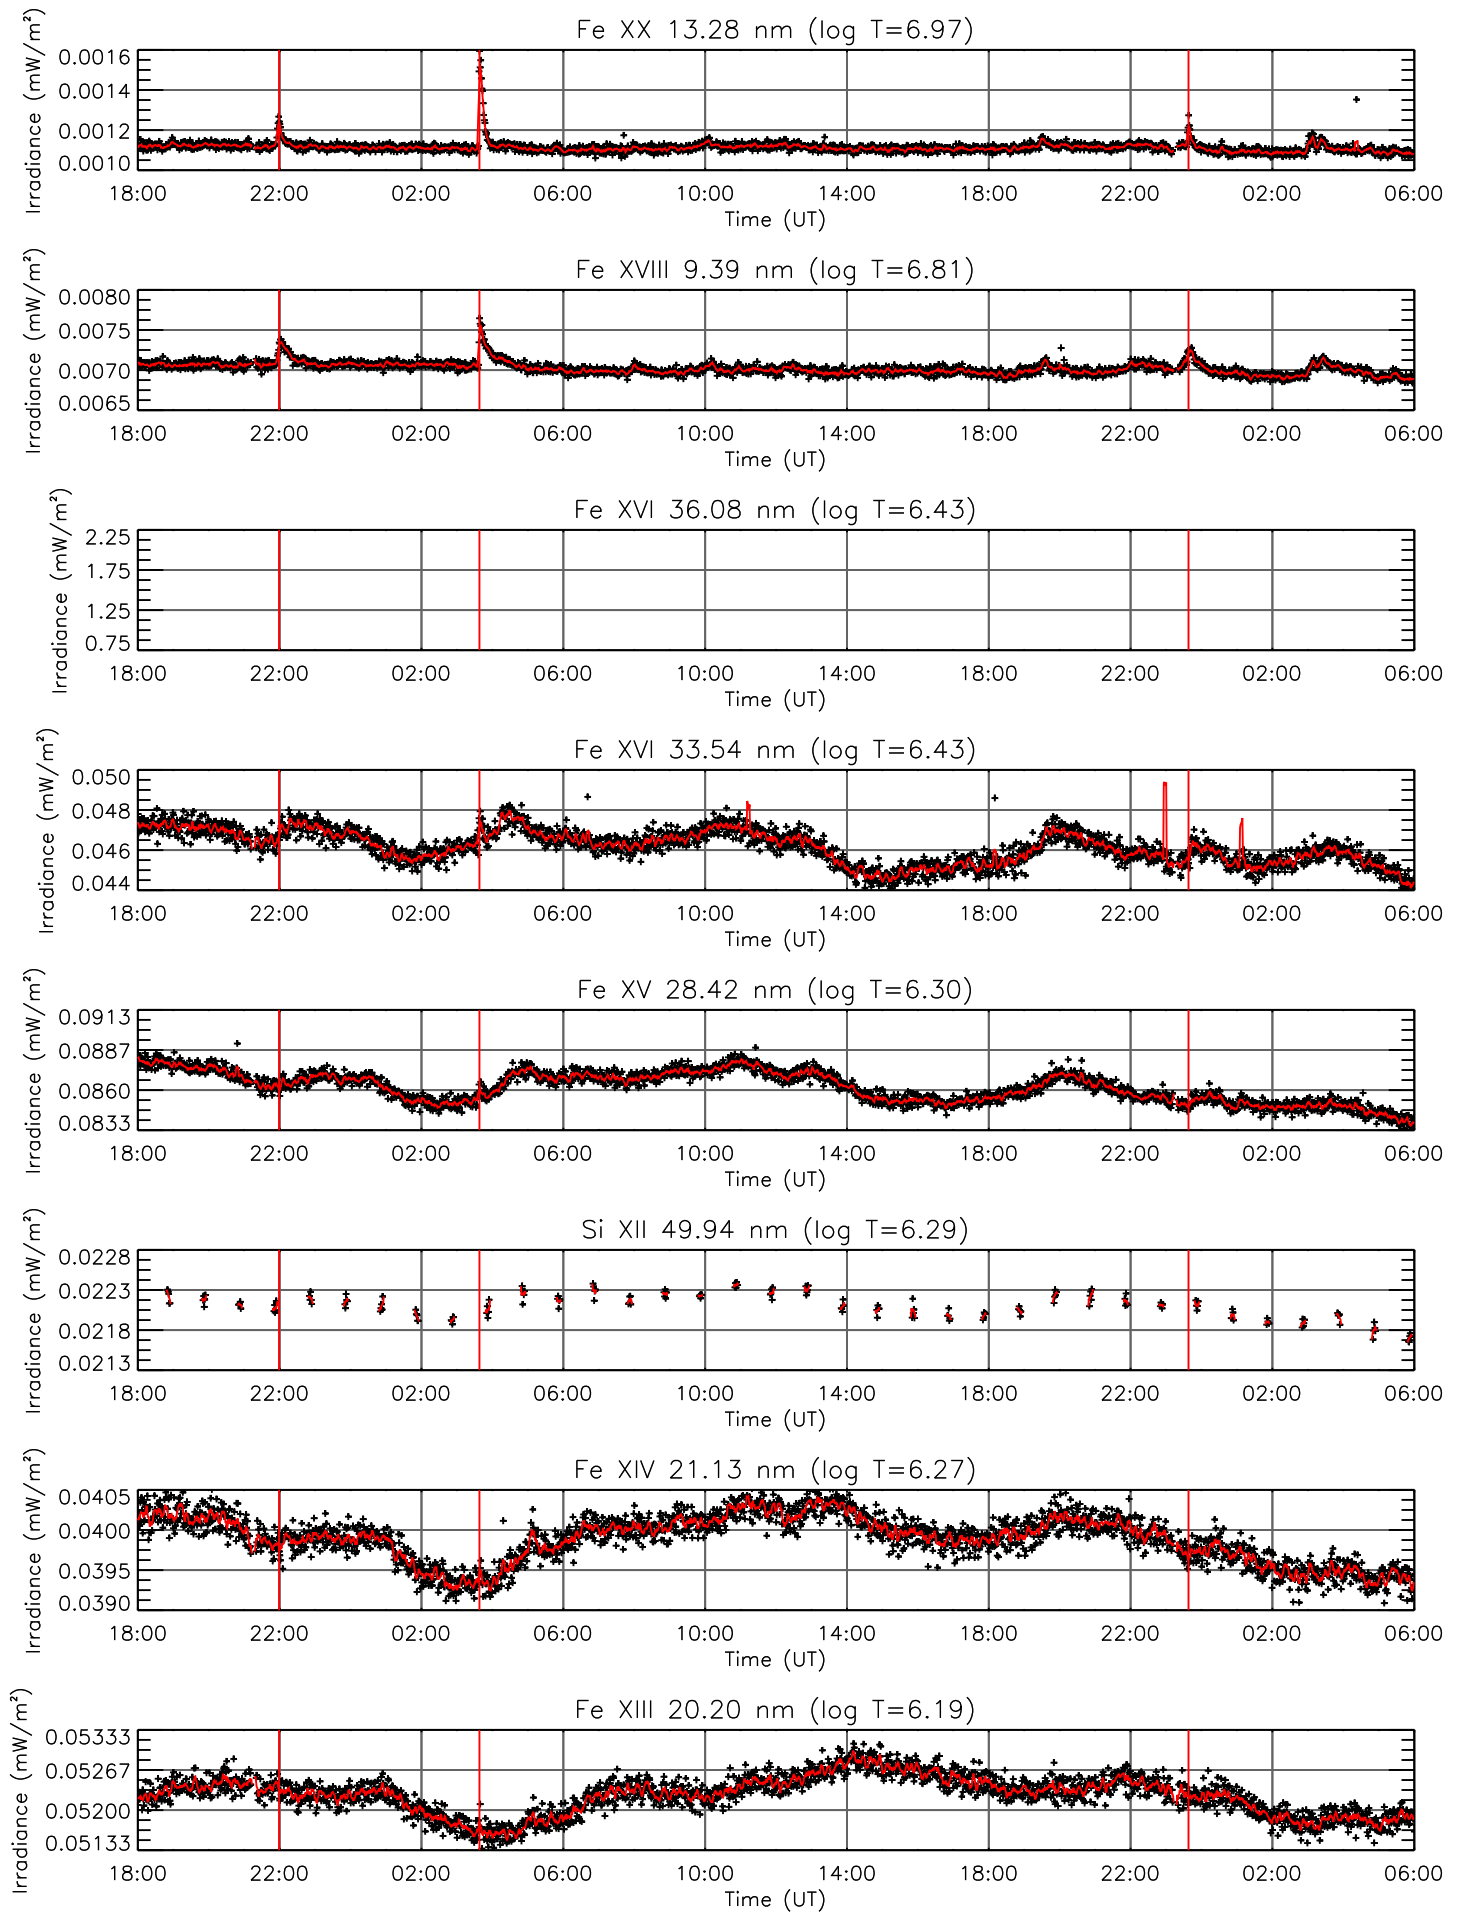 Fe XX 13.28 nm (log T=6.97)
Irradiance (mW/m²)
0.0016
0.0014
0.0012
0.0010
18:00 22:00 02:00 06:00 10:00 14:00 18:00 22:00 02:00 06:00
Time (UT)
Fe XVIII 9.39 nm (log T=6.81)
Irradiance (mW/m²)
0.0080
0.0075
0.0070
0.0065
18:00 22:00 02:00 06:00 10:00 14:00 18:00 22:00 02:00 06:00
Time (UT)
Fe XVI 36.08 nm (log T=6.43)
Irradiance (mW/m²)
2.25
1.75
1.25
0.75
18:00 22:00 02:00 06:00 10:00 14:00 18:00 22:00 02:00 06:00
Time (UT)
Fe XVI 33.54 nm (log T=6.43)
Irradiance (mW/m²)
0.050
0.048
0.046
0.044
18:00 22:00 02:00 06:00 10:00 14:00 18:00 22:00 02:00 06:00
Time (UT)
Fe XV 28.42 nm (log T=6.30)
Irradiance (mW/m²)
0.0913
0.0887
0.0860
0.0833
18:00 22:00 02:00 06:00 10:00 14:00 18:00 22:00 02:00 06:00
Time (UT)
Si XII 49.94 nm (log T=6.29)
Irradiance (mW/m²)
0.0228
0.0223
0.0218
0.0213
18:00 22:00 02:00 06:00 10:00 14:00 18:00 22:00 02:00 06:00
Time (UT)
Fe XIV 21.13 nm (log T=6.27)
Irradiance (mW/m²)
0.0405
0.0400
0.0395
0.0390
18:00 22:00 02:00 06:00 10:00 14:00 18:00 22:00 02:00 06:00
Time (UT)
Fe XIII 20.20 nm (log T=6.19)
Irradiance (mW/m²)
0.05333
0.05267
0.05200
0.05133
18:00 22:00 02:00 06:00 10:00 14:00 18:00 22:00 02:00 06:00
Time (UT)